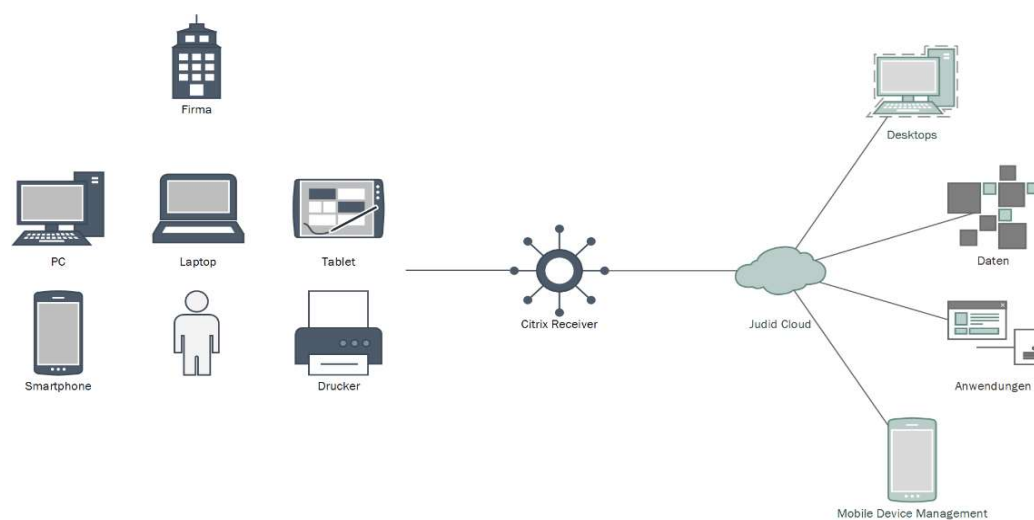 Firma
PC
Laptop
Tablet
Smartphone
Drucker
Citrix Receiver
Judid Cloud
Desktops
Daten
Anwendungen
Mobile Device Management